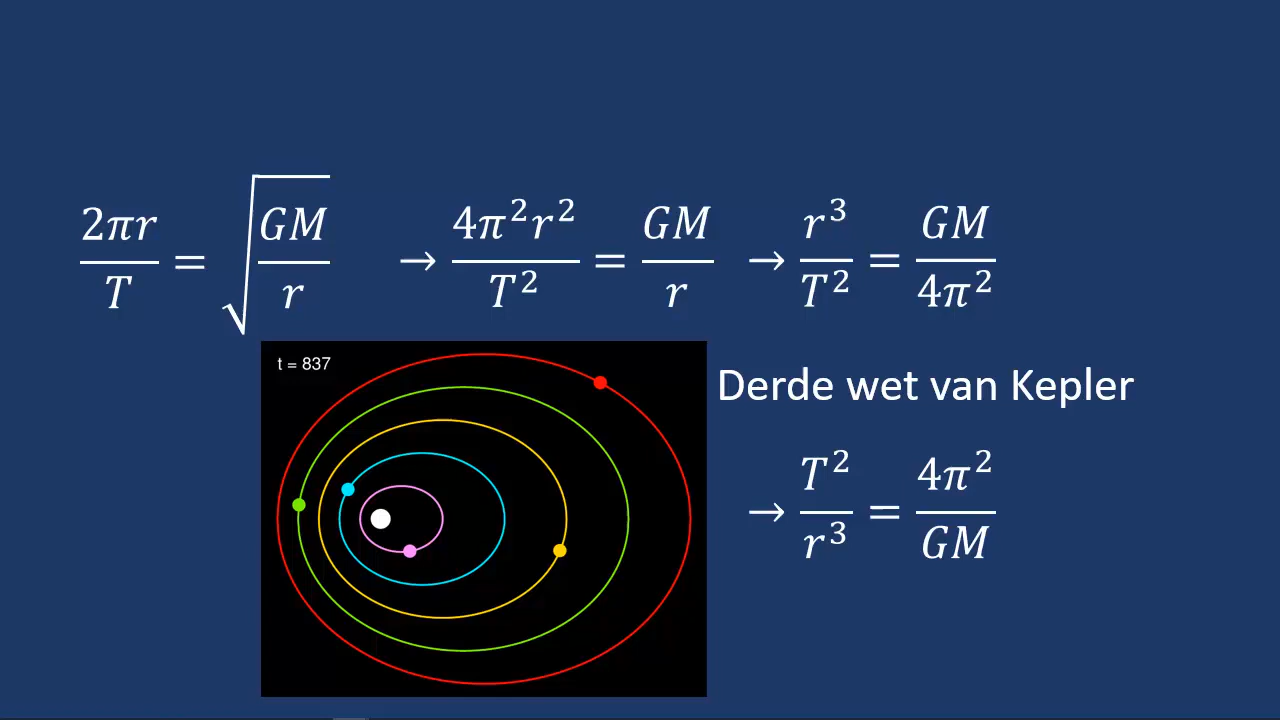 2πr/T = √(GM/r) → 4π²r²/T² = GM/r → r³/T² = GM/4π²
t = 837
Derde wet van Kepler
→ T²/r³ = 4π²/GM